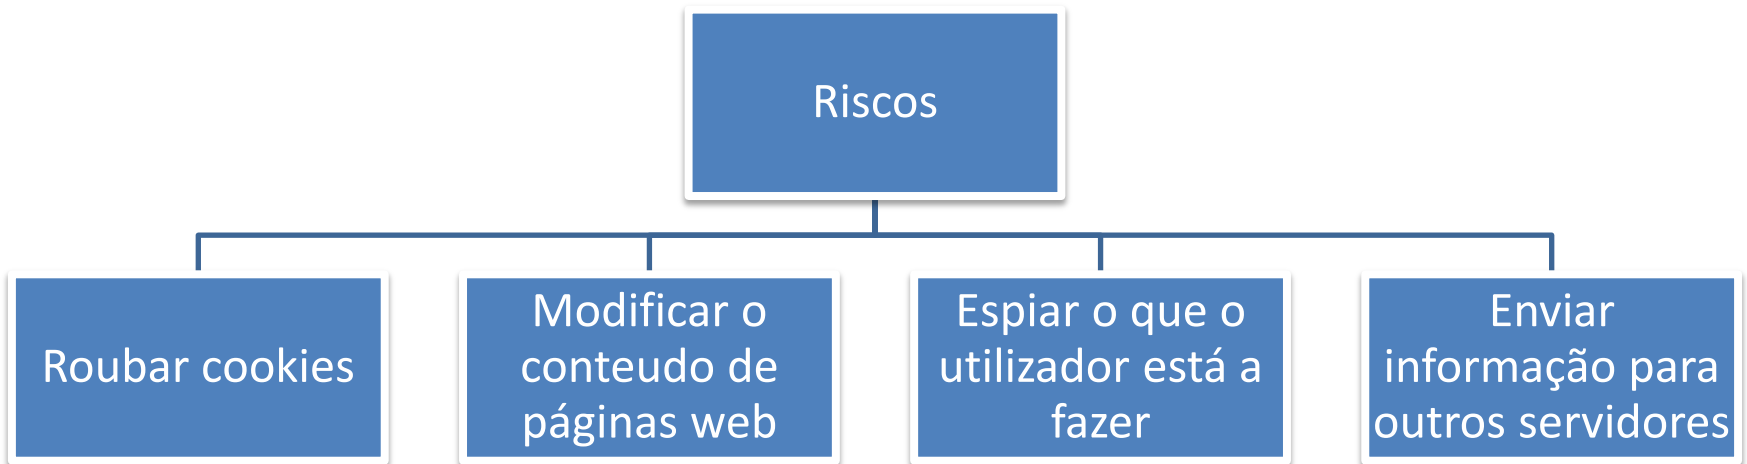 Riscos
Roubar cookies
Modificar o
conteudo de
páginas web
Espiar o que o
utilizador está a
fazer
Enviar
informação para
outros servidores